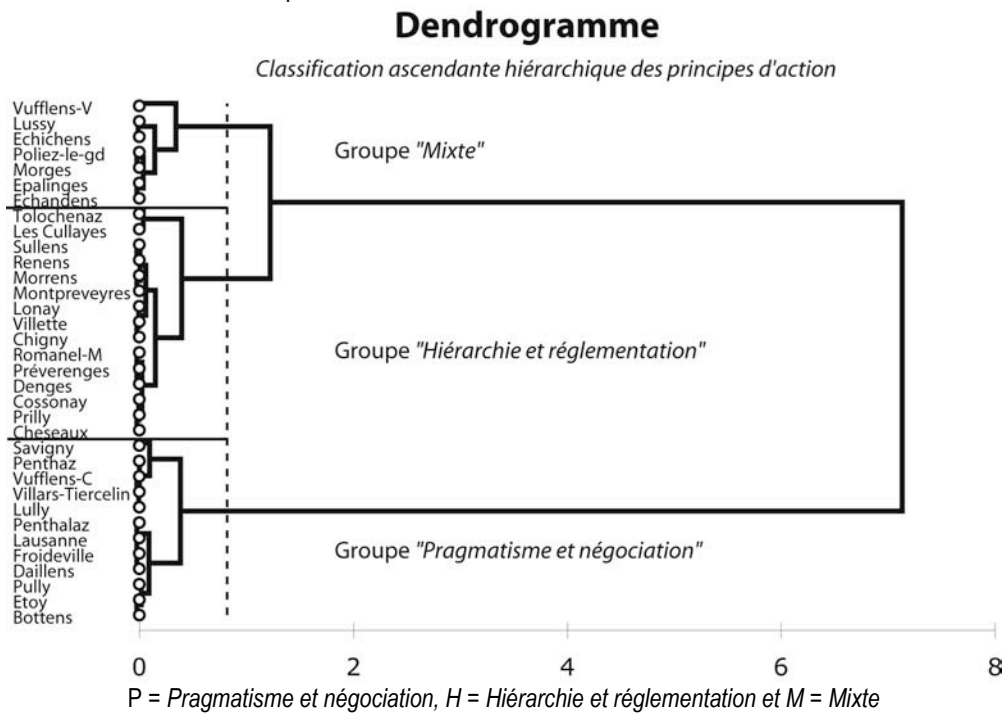 Dendrogramme
Classification ascendante hiérarchique des principes d'action
Vufflens-V
Lussy
Echichens
Poliez-le-gd
Morges
Epalinges
Echandens
Groupe "Mixte"
Tolochenaz
Les Cullayes
Sullens
Renens
Morrens
Montpreveyres
Lonay
Villette
Chigny
Romanel-M
Préverenges
Denges
Cossonay
Prilly
Cheseaux
Groupe "Hiérarchie et réglementation"
Savigny
Penthaz
Vufflens-C
Villars-Tiercelin
Lully
Penthalaz
Lausanne
Froideville
Daillens
Pully
Etoy
Bottens
Groupe "Pragmatisme et négociation"
0 2 4 6 8
P = Pragmatisme et négociation, H = Hiérarchie et réglementation et M = Mixte